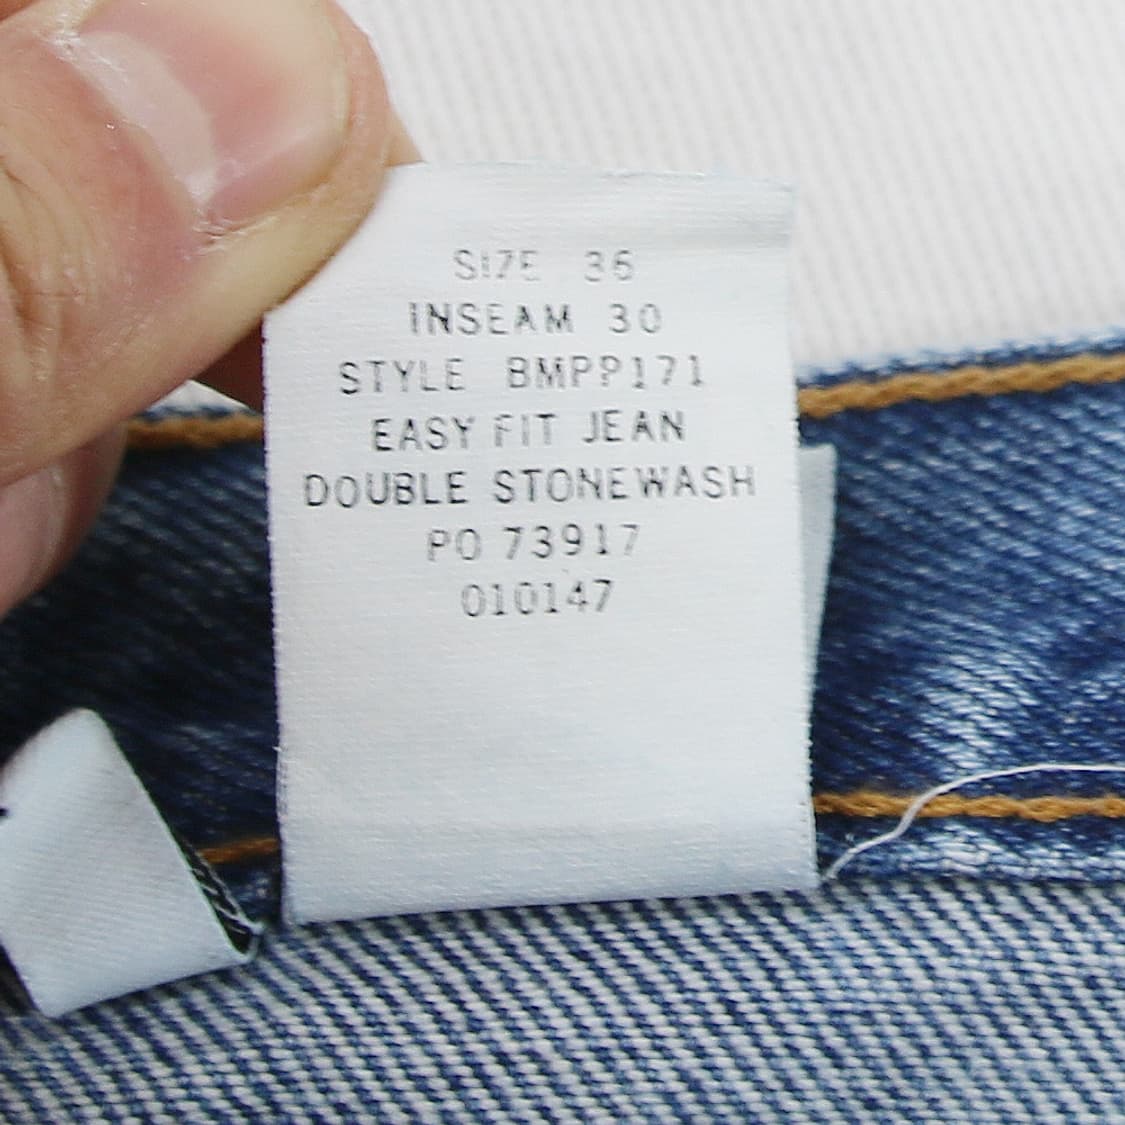 SIZE 36
INSEAM 30
STYLE BMPP171
EASY FIT JEAN
DOUBLE STONEWASH
PO 73917
010147